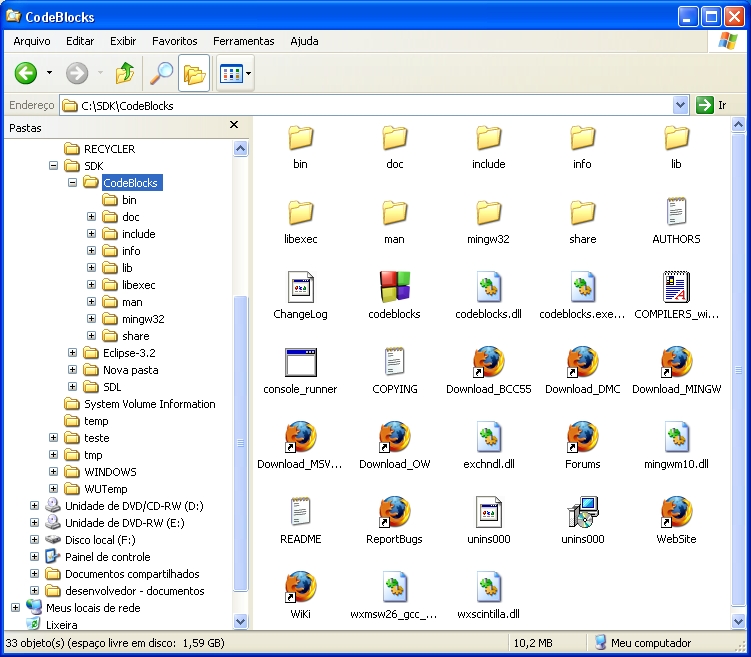 CodeBlocks
Arquivo Editar Exibir Favoritos Ferramentas Ajuda
Endereço C:\SDK\CodeBlocks Ir
Pastas
RECYCLER
SDK
CodeBlocks
bin
doc
include
info
lib
libexec
man
mingw32
share
Eclipse-3.2
Nova pasta
SDL
System Volume Information
temp
teste
tmp
WINDOWS
WUTemp
Unidade de DVD/CD-RW (D:)
Unidade de DVD-RW (E:)
Disco local (F:)
Painel de controle
Documentos compartilhados
desenvolvedor - documentos
Meus locais de rede
Lixeira
bin doc include info lib
libexec man mingw32 share AUTHORS
ChangeLog codeblocks codeblocks.dll codeblocks.exe... COMPILERS_wi...
console_runner COPYING Download_BCC55 Download_DMC Download_MINGW
Download_MSV... Download_OW exchndl.dll Forums mingwm10.dll
README ReportBugs unins000 unins000 WebSite
WiKi wxmsw26_gcc_... wxscintilla.dll
33 objeto(s) (espaço livre em disco: 1,59 GB) 10,2 MB Meu computador